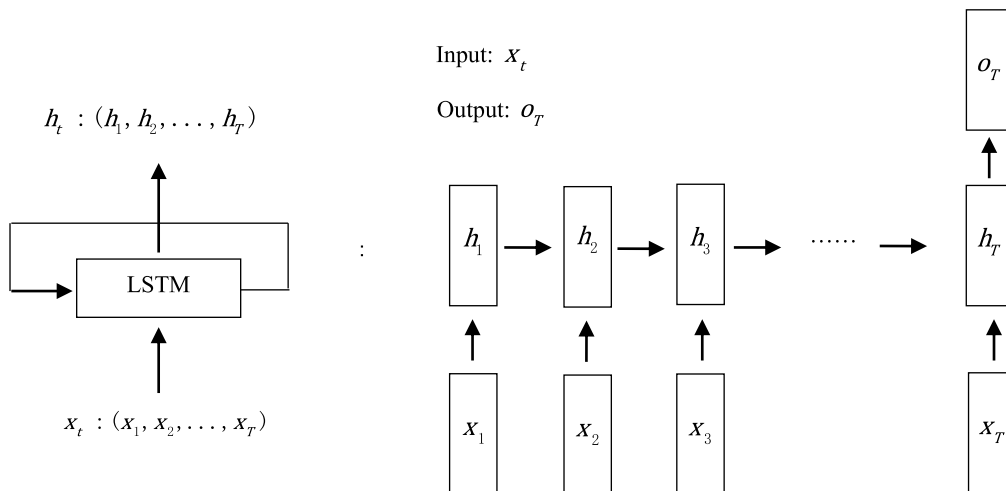 h_t : (h_1, h_2, ..., h_T)
LSTM
x_t : (x_1, x_2, ..., x_T)
:
Input: x_t
Output: o_T
o_T
h_1 h_2 h_3 ...... h_T
x_1 x_2 x_3 x_T